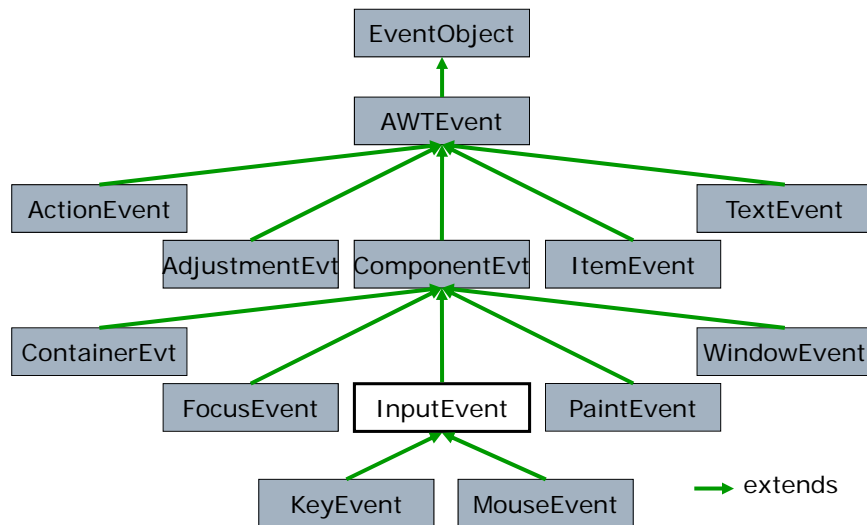 EventObject
AWTEvent
ActionEvent
TextEvent
AdjustmentEvt
ComponentEvt
ItemEvent
ContainerEvt
WindowEvent
FocusEvent
InputEvent
PaintEvent
KeyEvent
MouseEvent
extends